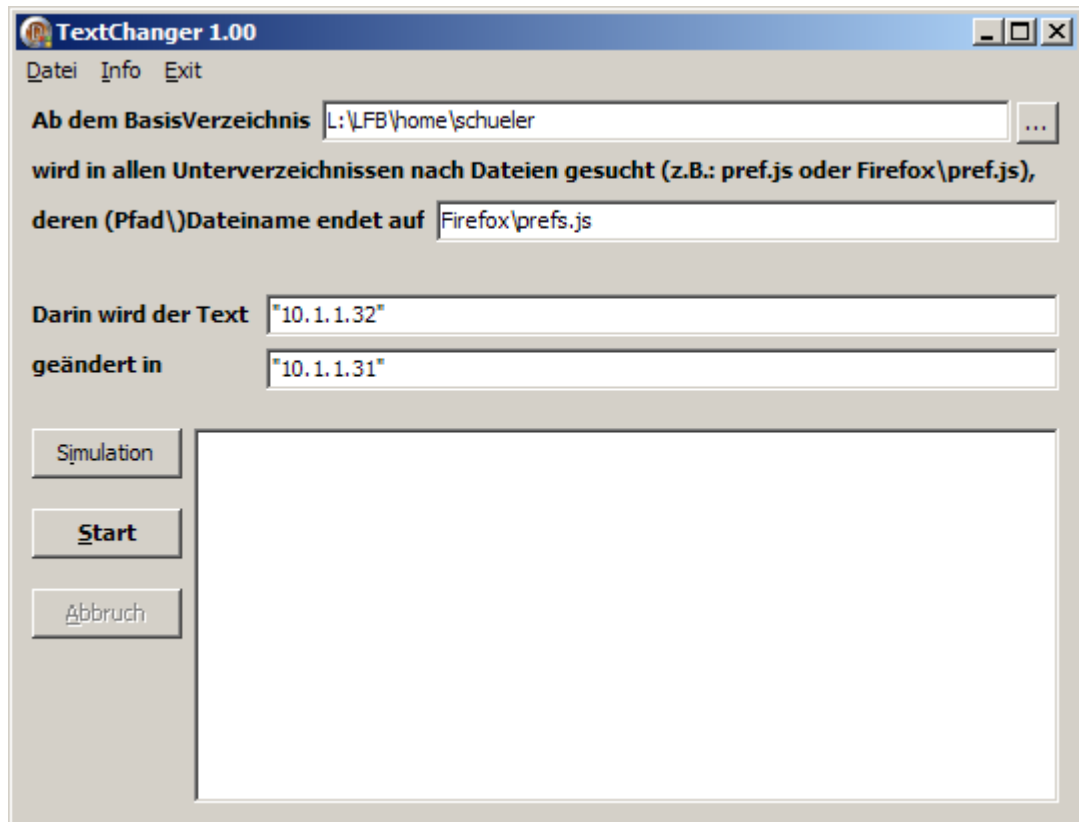 TextChanger 1.00
Datei Info Exit
Ab dem BasisVerzeichnis L:\LFB\home\schueler ...
wird in allen Unterverzeichnissen nach Dateien gesucht (z.B.: pref.js oder Firefox\pref.js),
deren (Pfad\)Dateiname endet auf Firefox\prefs.js
Darin wird der Text "10.1.1.32"
geändert in "10.1.1.31"
Simulation
Start
Abbruch